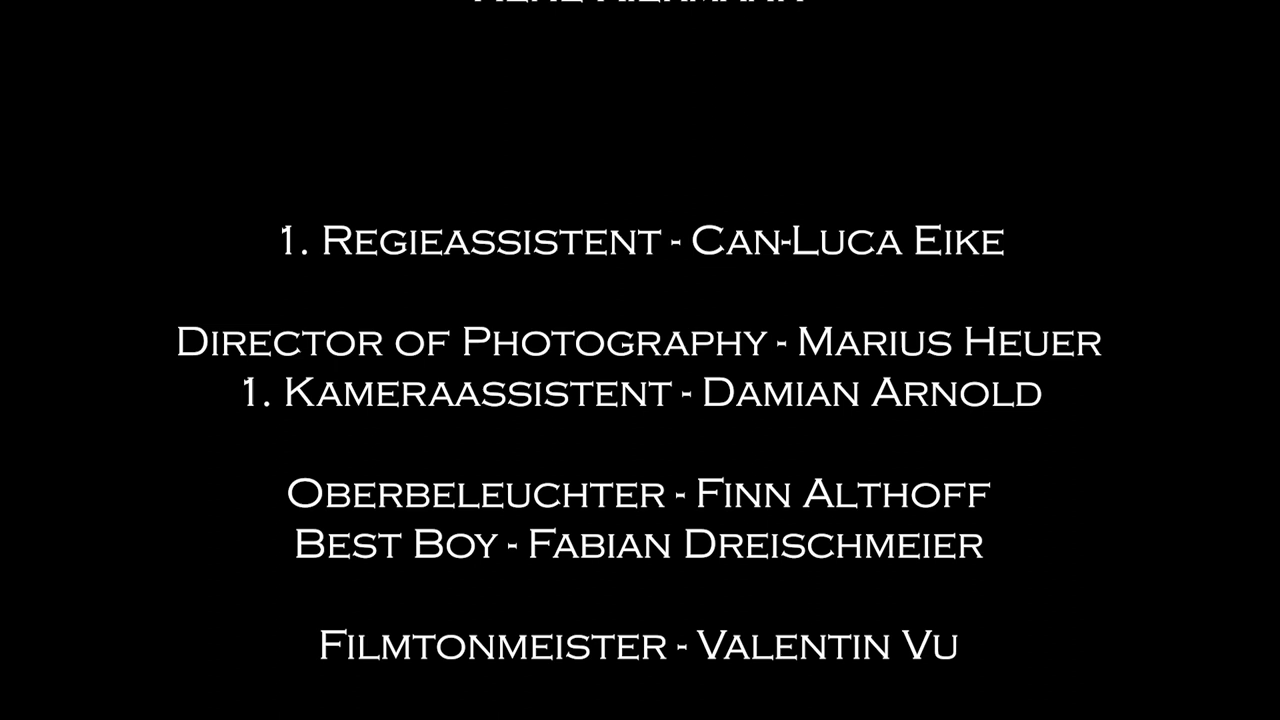 1. Regieassistent - Can-Luca Eike
Director of Photography - Marius Heuer
1. Kameraassistent - Damian Arnold
Oberbeleuchter - Finn Althoff
Best Boy - Fabian Dreischmeier
Filmtonmeister - Valentin Vu